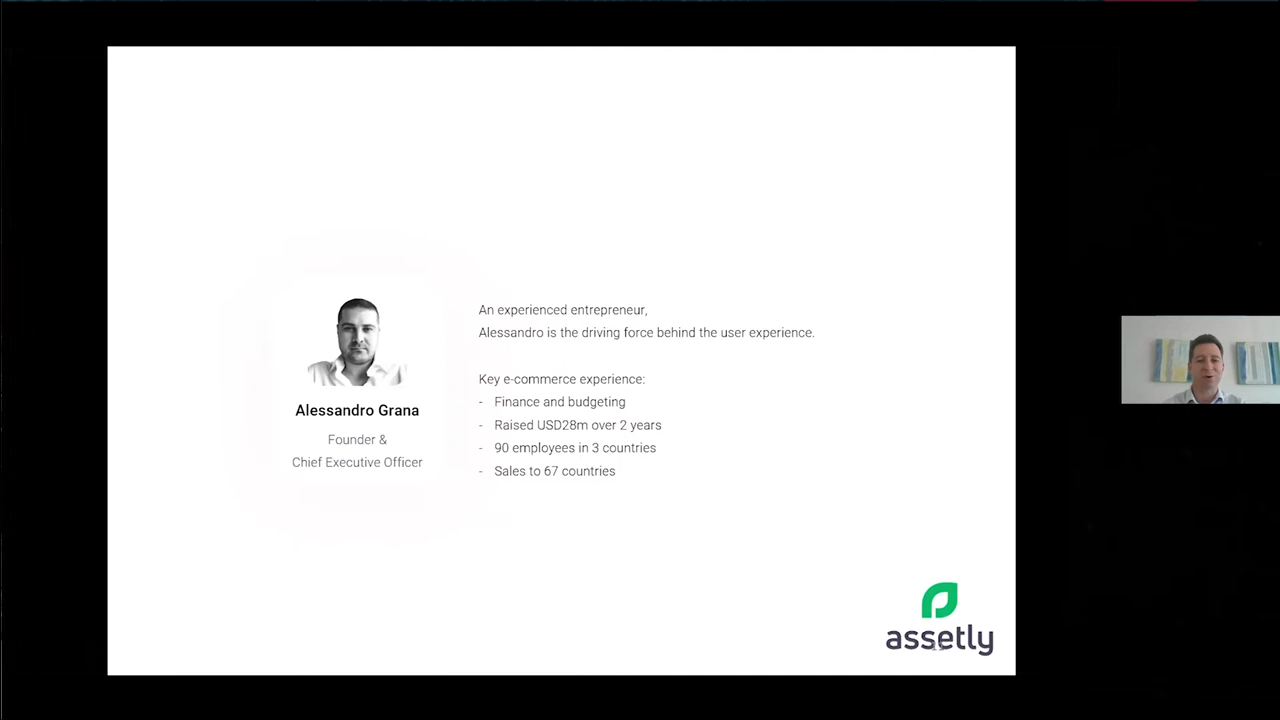 An experienced entrepreneur,
Alessandro is the driving force behind the user experience.
Key e-commerce experience:
- Finance and budgeting
- Raised USD28m over 2 years
- 90 employees in 3 countries
- Sales to 67 countries
Alessandro Grana
Founder &
Chief Executive Officer
assetly